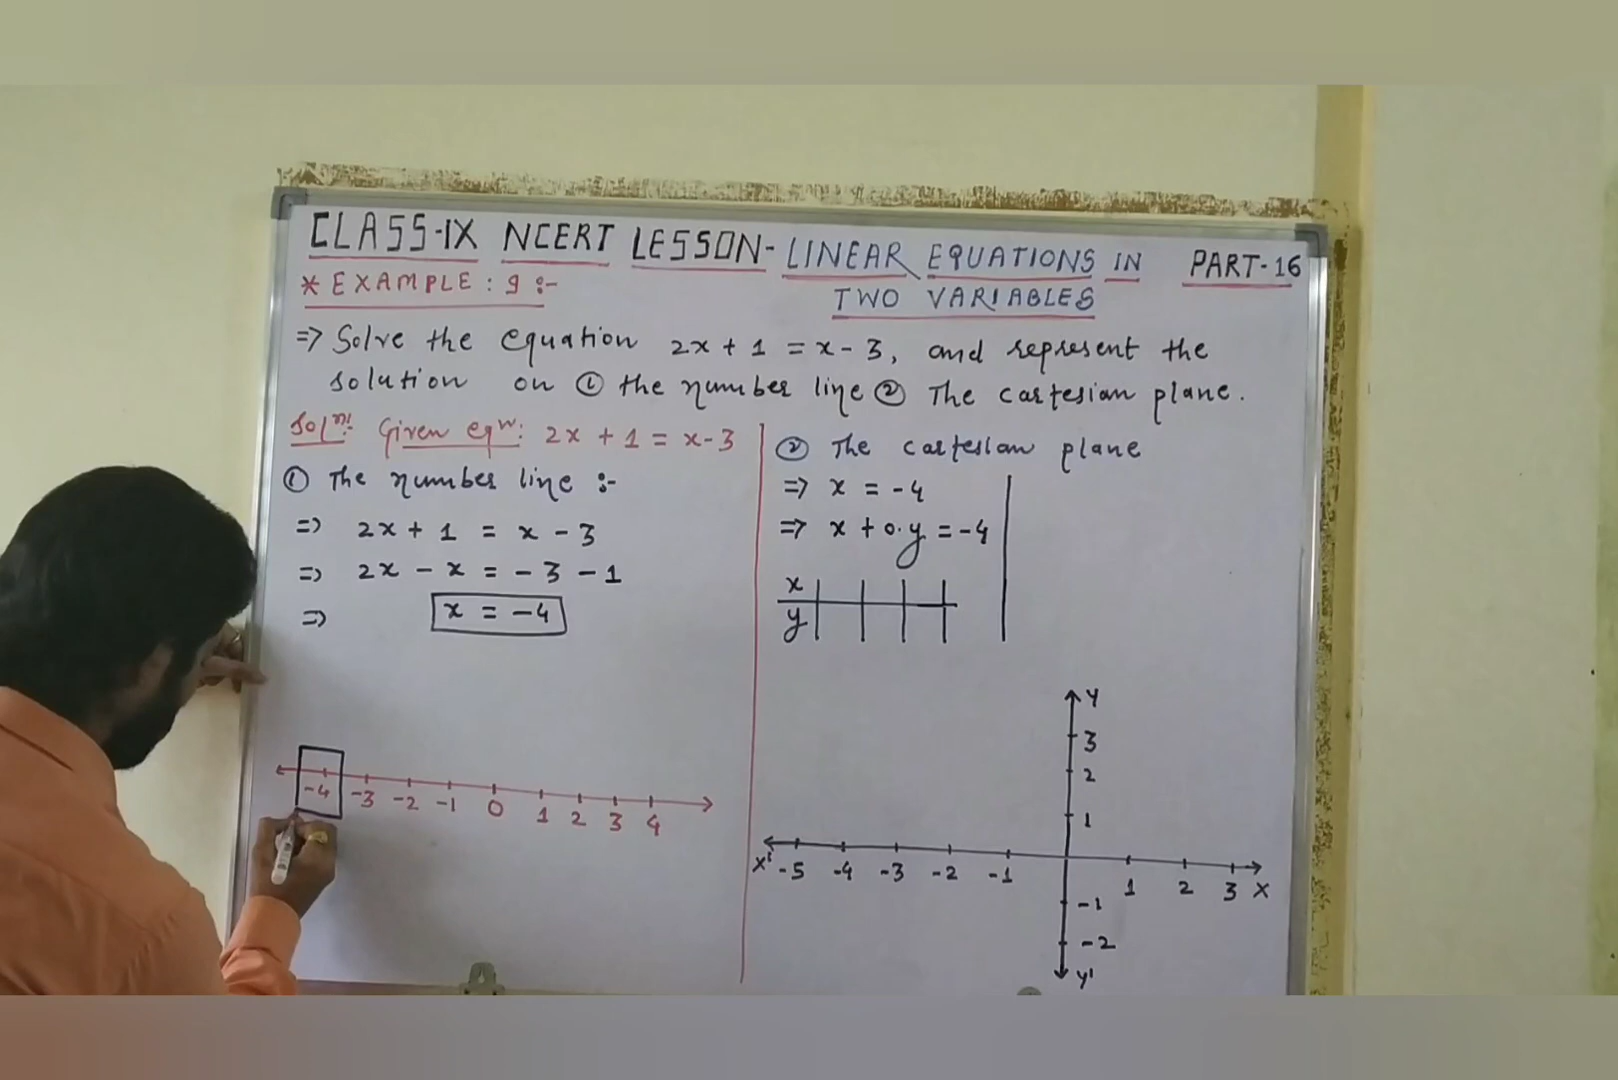 CLASS-IX NCERT LESSON- LINEAR EQUATIONS IN PART-16
TWO VARIABLES
* EXAMPLE : 9 :-
=> Solve the equation 2x + 1 = x - 3, and represent the
solution on ① the number line ② The cartesian plane.
Solⁿ: Given eqⁿ: 2x + 1 = x - 3
① The number line :-
=> 2x + 1 = x - 3
=> 2x - x = - 3 - 1
=> x = - 4
-4 -3 -2 -1 0 1 2 3 4
② The cartesian plane
=> x = - 4
=> x + 0.y = - 4
x
y
Y
3
2
1
X' -5 -4 -3 -2 -1 1 2 3 X
-1
-2
Y'